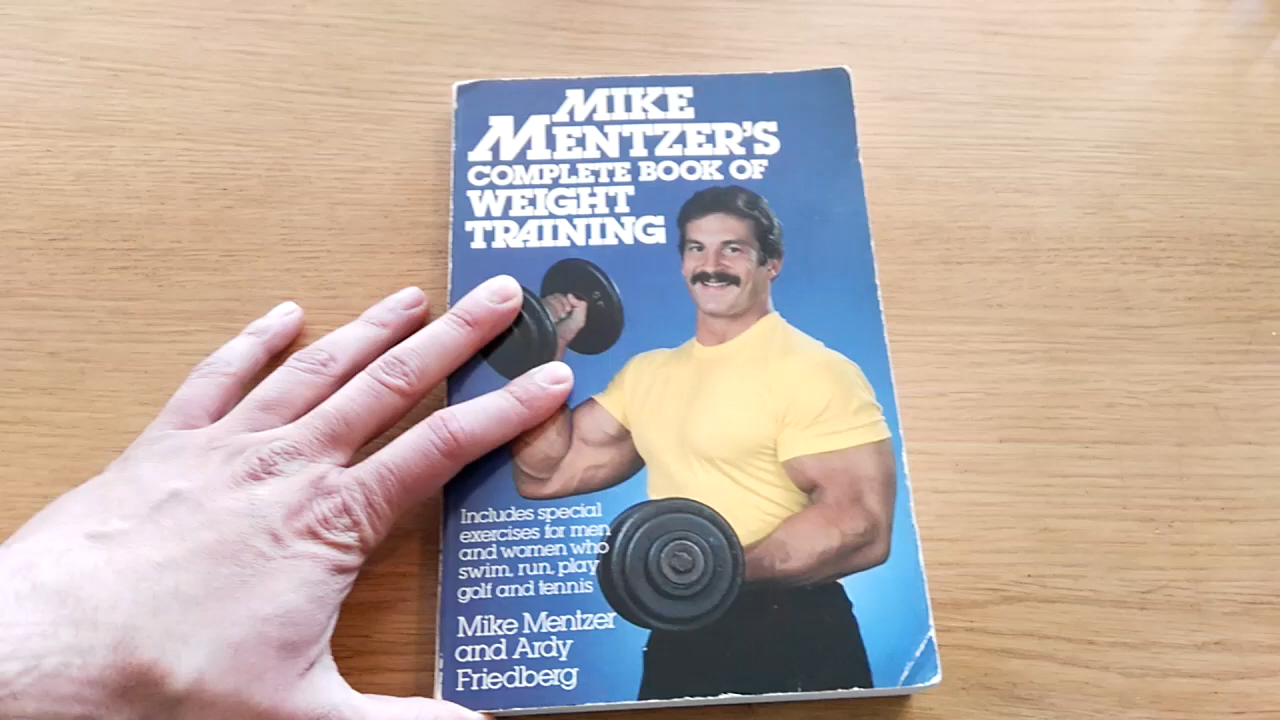 MIKE
MENTZER'S
COMPLETE BOOK OF
WEIGHT
TRAINING
Includes special
exercises for men
and women who
swim, run, play
golf and tennis
Mike Mentzer
and Ardy
Friedberg